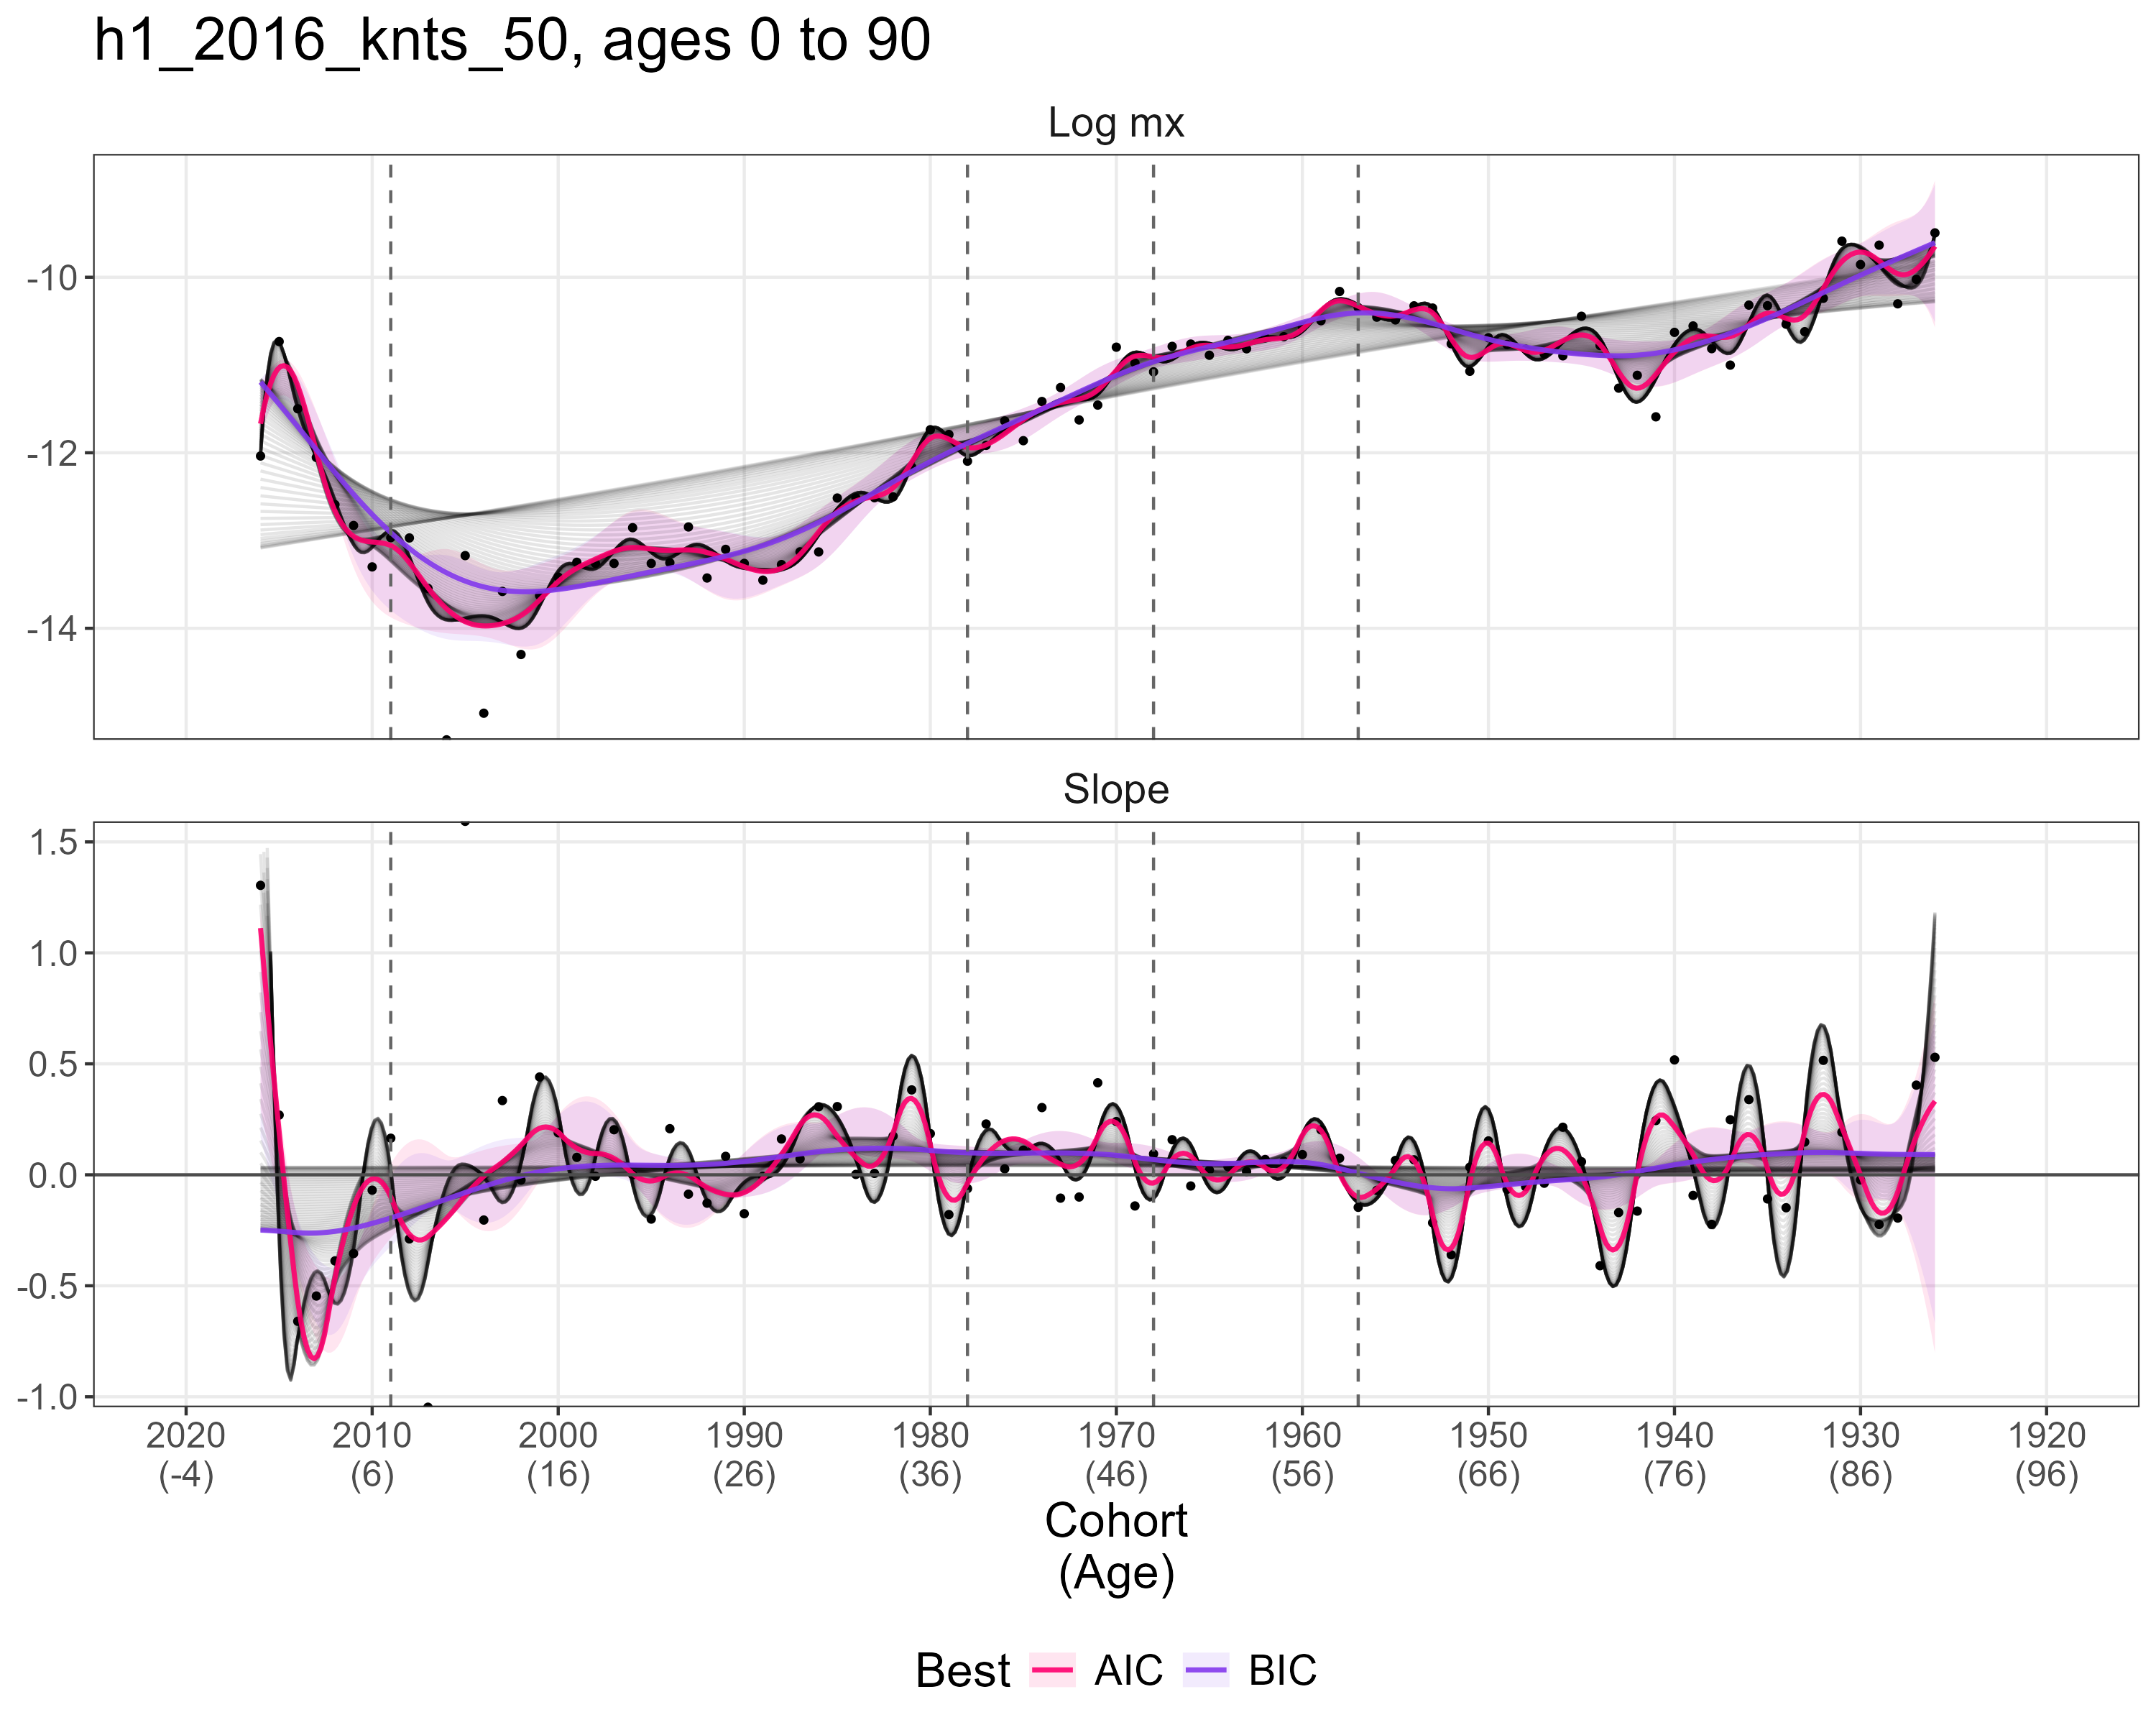 h1_2016_knts_50, ages 0 to 90
Log mx
-10
-12
-14
Slope
1.5
1.0
0.5
0.0
-0.5
-1.0
2020 2010 2000 1990 1980 1970 1960 1950 1940 1930 1920
(-4) (6) (16) (26) (36) (46) (56) (66) (76) (86) (96)
Cohort
(Age)
Best AIC BIC